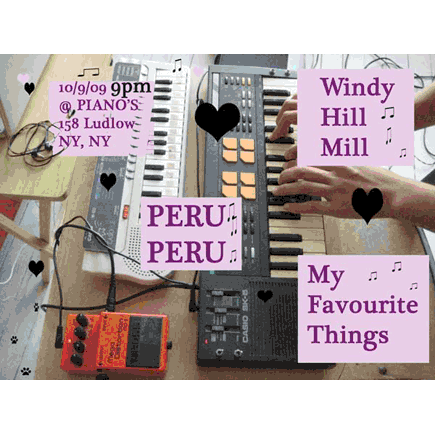 10/9/09 9pm
@ PIANO'S
158 Ludlow
NY, NY
Windy
Hill
Mill
PERU
PERU
My
Favourite
Things
CASIO SK-5